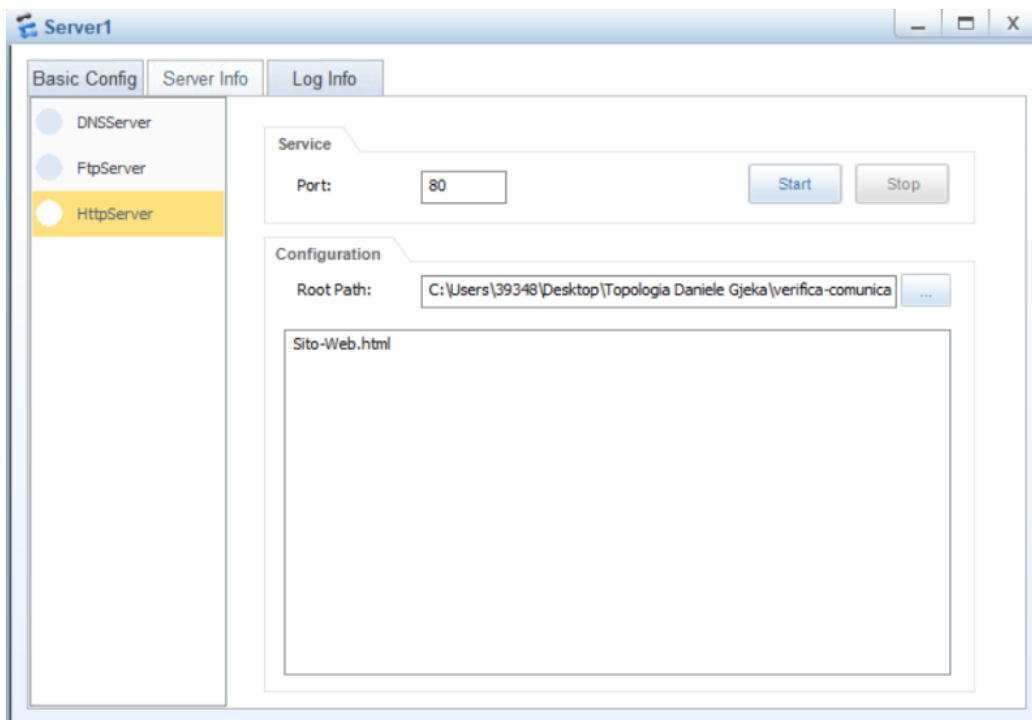 Server1
Basic Config Server Info Log Info
DNSServer
FtpServer
HttpServer
Service
Port: 80 Start Stop
Configuration
Root Path: C:\Users\39348\Desktop\Topologia Daniele Gjeka\verifica-comunica ...
Sito-Web.html